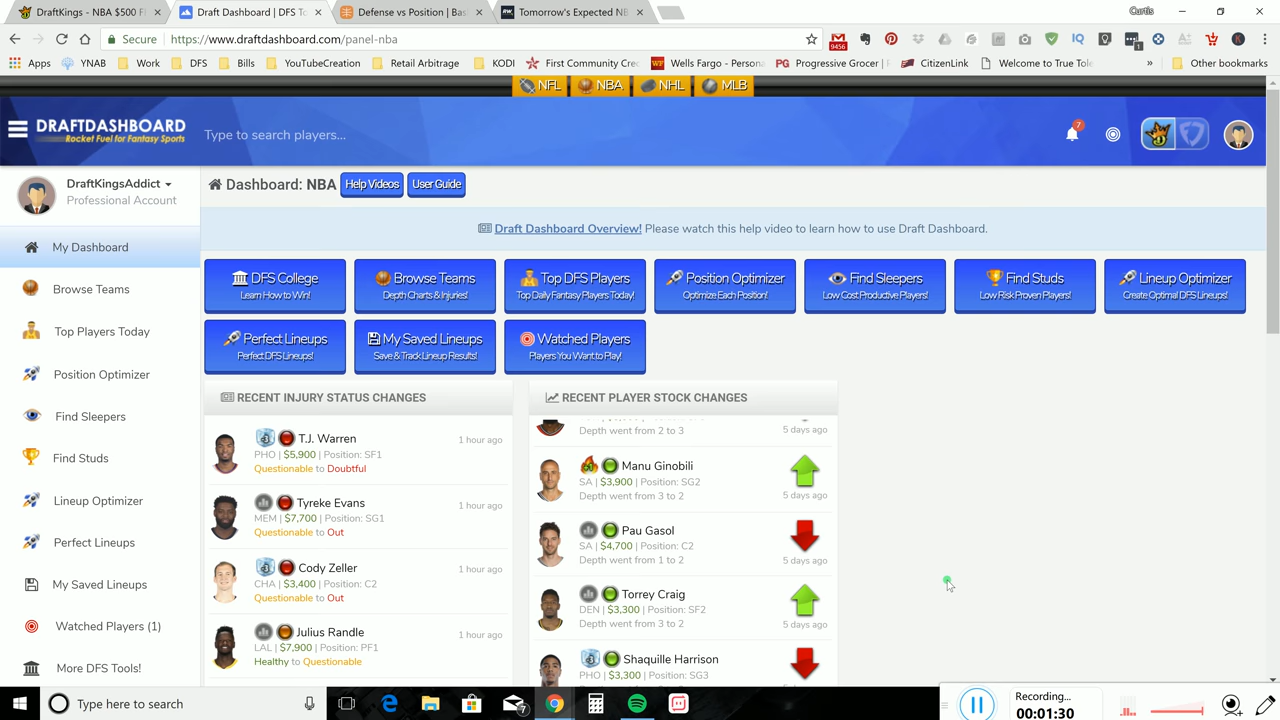 DraftKings - NBA $500 F
Draft Dashboard | DFS To
Defense vs Position | Bas
Tomorrow's Expected NB
Curtis
Secure
https://www.draftdashboard.com/panel-nba
9456
1
Apps
YNAB
Work
DFS
Bills
YouTubeCreation
Retail Arbitrage
KODI
First Community Cre
Wells Fargo - Persona
Progressive Grocer |
CitizenLink
Welcome to True Tole
»
Other bookmarks
NFL
NBA
NHL
MLB
DRAFTDASHBOARD
Rocket Fuel for Fantasy Sports
Type to search players...
7
DraftKingsAddict
Professional Account
My Dashboard
Browse Teams
Top Players Today
Position Optimizer
Find Sleepers
Find Studs
Lineup Optimizer
Perfect Lineups
My Saved Lineups
Watched Players (1)
More DFS Tools!
Dashboard: NBA
Help Videos
User Guide
Draft Dashboard Overview! Please watch this help video to learn how to use Draft Dashboard.
DFS College
Learn How to Win!
Browse Teams
Depth Charts & Injuries!
Top DFS Players
Top Daily Fantasy Players Today!
Position Optimizer
Optimize Each Position!
Find Sleepers
Low Cost Productive Players!
Find Studs
Low Risk Proven Players!
Lineup Optimizer
Create Optimal DFS Lineups!
Perfect Lineups
Perfect DFS Lineups!
My Saved Lineups
Save & Track Lineup Results!
Watched Players
Players You Want to Play!
RECENT INJURY STATUS CHANGES
T.J. Warren
1 hour ago
PHO | $5,900 | Position: SF1
Questionable to Doubtful
Tyreke Evans
1 hour ago
MEM | $7,700 | Position: SG1
Questionable to Out
Cody Zeller
1 hour ago
CHA | $3,400 | Position: C2
Questionable to Out
Julius Randle
1 hour ago
LAL | $7,900 | Position: PF1
Healthy to Questionable
RECENT PLAYER STOCK CHANGES
Depth went from 2 to 3
5 days ago
Manu Ginobili
SA | $3,900 | Position: SG2
Depth went from 3 to 2
5 days ago
Pau Gasol
SA | $4,700 | Position: C2
Depth went from 1 to 2
5 days ago
Torrey Craig
DEN | $3,300 | Position: SF2
Depth went from 3 to 2
5 days ago
Shaquille Harrison
PHO | $3,300 | Position: SG3
Type here to search
7
Recording...
00:01:30